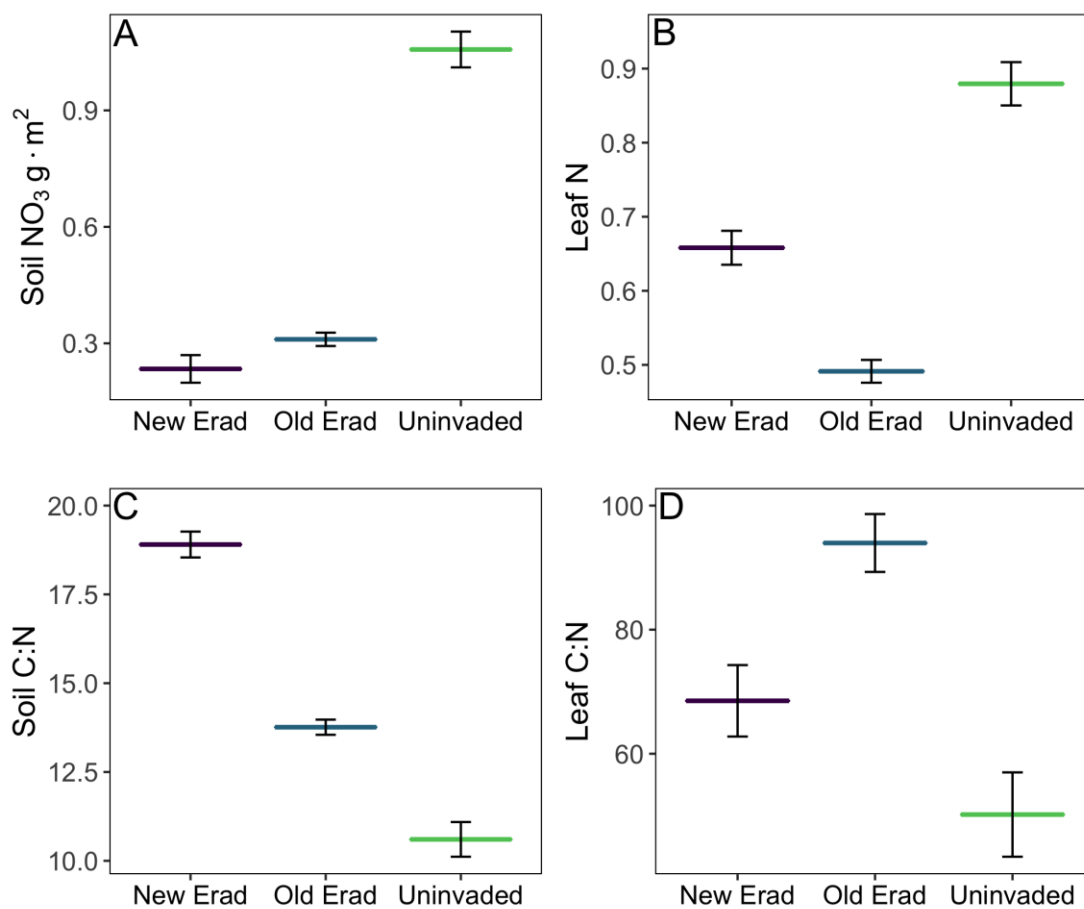 A
Soil NO₃ g · m²
0.9
0.6
0.3
New Erad Old Erad Uninvaded
B
Leaf N
0.9
0.8
0.7
0.6
0.5
New Erad Old Erad Uninvaded
C
Soil C:N
20.0
17.5
15.0
12.5
10.0
New Erad Old Erad Uninvaded
D
Leaf C:N
100
80
60
New Erad Old Erad Uninvaded